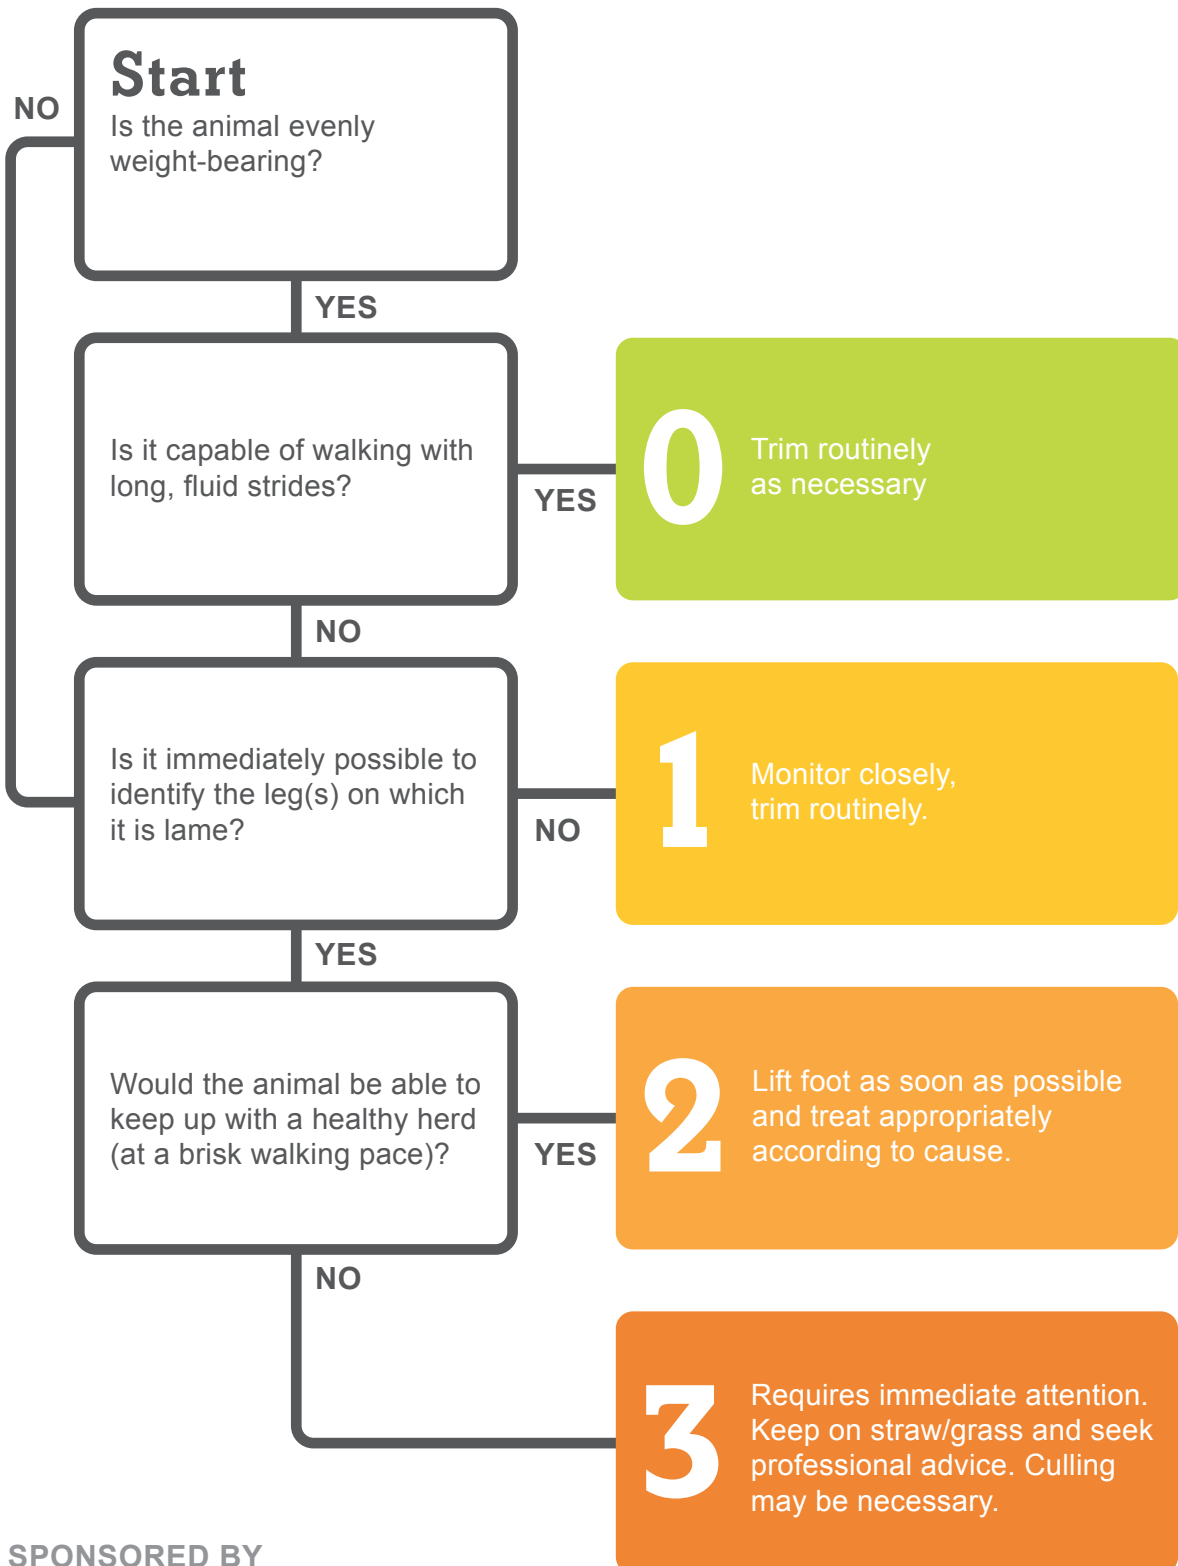 Start
NO
Is the animal evenly
weight-bearing?
YES
Is it capable of walking with
long, fluid strides?
YES
0
Trim routinely
as necessary
NO
Is it immediately possible to
identify the leg(s) on which
it is lame?
NO
1
Monitor closely,
trim routinely.
YES
Would the animal be able to
keep up with a healthy herd
(at a brisk walking pace)?
YES
2
Lift foot as soon as possible
and treat appropriately
according to cause.
NO
3
Requires immediate attention.
Keep on straw/grass and seek
professional advice. Culling
may be necessary.
SPONSORED BY